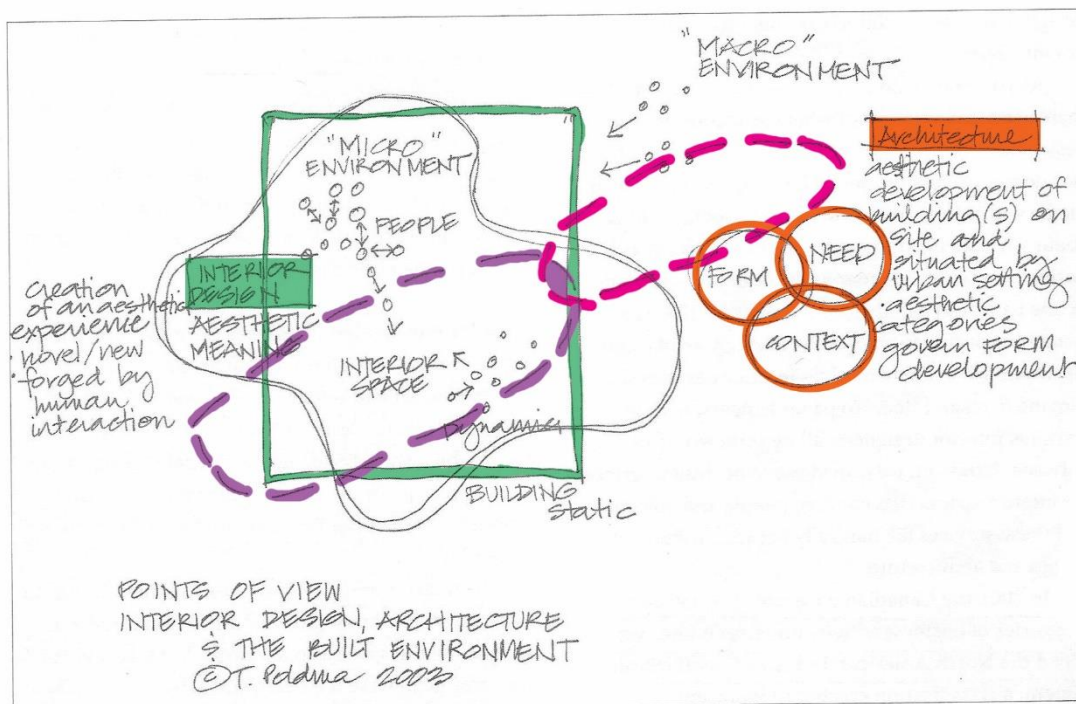 "MACRO"
ENVIRONMENT
"MICRO"
ENVIRONMENT
PEOPLE
INTERIOR
DESIGN
AESTHETIC
MEANING
creation
of an aesthetic
experience
• novel/new
forged by
human
interaction
INTERIOR
SPACE
Dynamic
BUILDING
Static
Architecture
aesthetic
development of
building(s) on
site and
situated by
urban setting
• aesthetic
categories
govern FORM
development
FORM
NEED
CONTEXT
POINTS OF VIEW
INTERIOR DESIGN, ARCHITECTURE
& THE BUILT ENVIRONMENT
© T. Poldma 2003